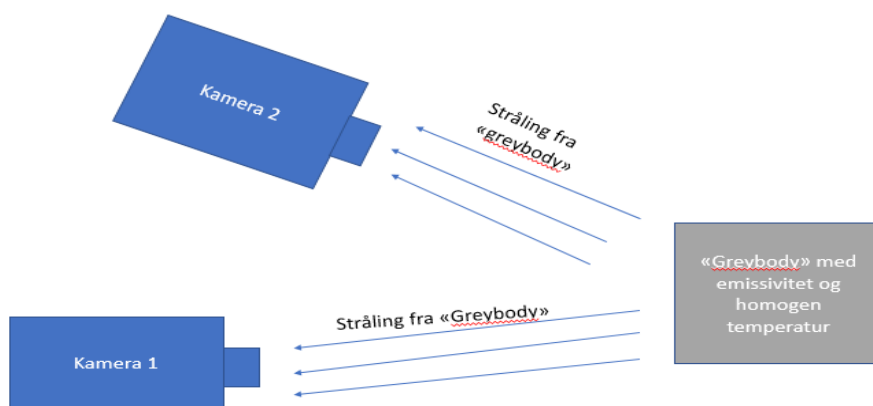 Kamera 2
Stråling fra
«greybody»
«Greybody» med
emissivitet og
homogen
temperatur
Stråling fra «Greybody»
Kamera 1